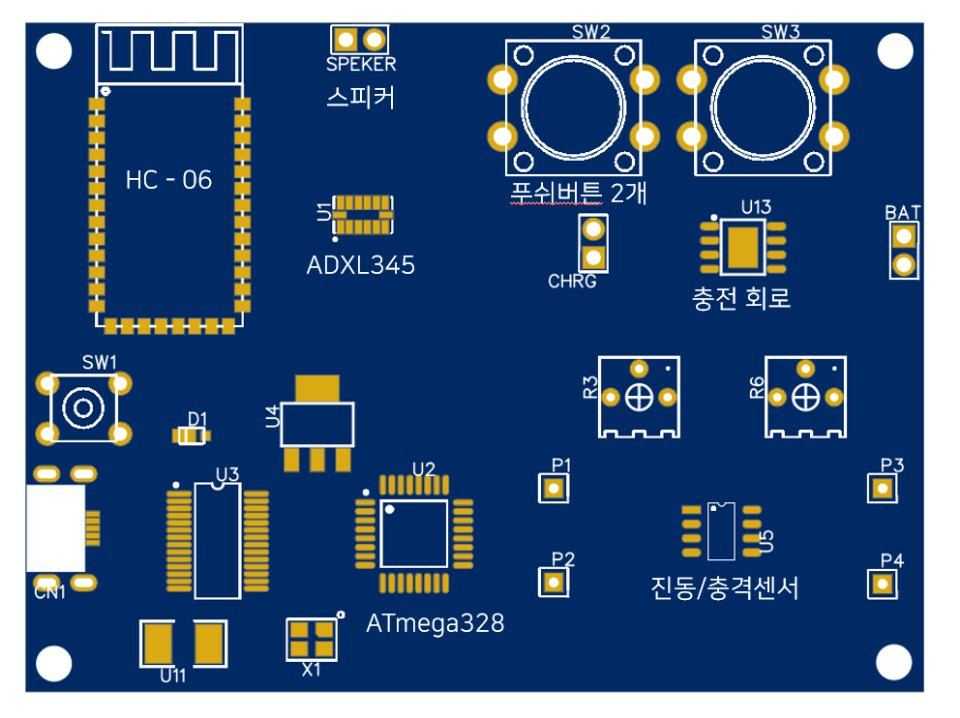 SW2
SW3
SPEKER
스피커
HC - 06
푸쉬버튼 2개
U1
U13
BAT
ADXL345
CHRG
충전 회로
SW1
R3
R6
D1
U4
U3
U2
P1
P3
U5
P2
P4
CN1
진동/충격센서
ATmega328
U11
X1